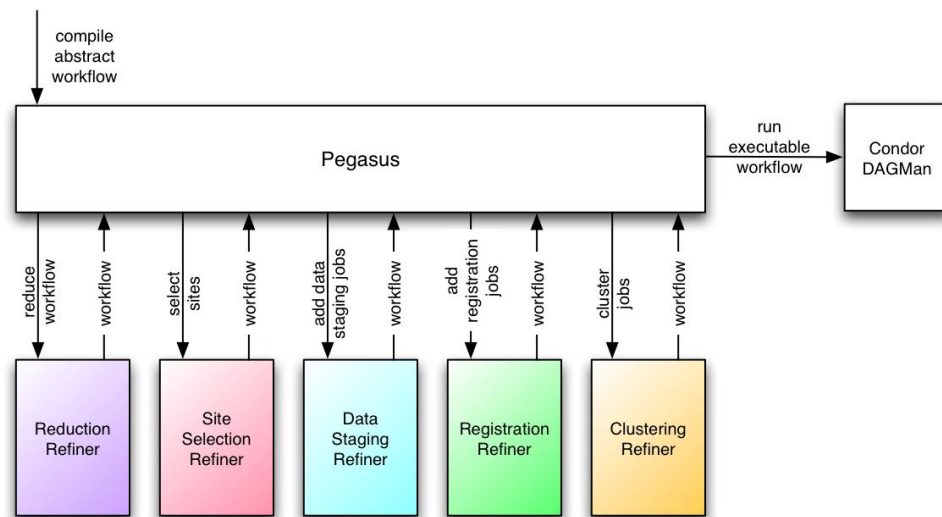 compile
abstract
workflow
Pegasus
run
executable
workflow
Condor
DAGMan
reduce
workflow
workflow
select
sites
workflow
add data
staging jobs
workflow
add
registration
jobs
workflow
cluster
jobs
workflow
Reduction
Refiner
Site
Selection
Refiner
Data
Staging
Refiner
Registration
Refiner
Clustering
Refiner